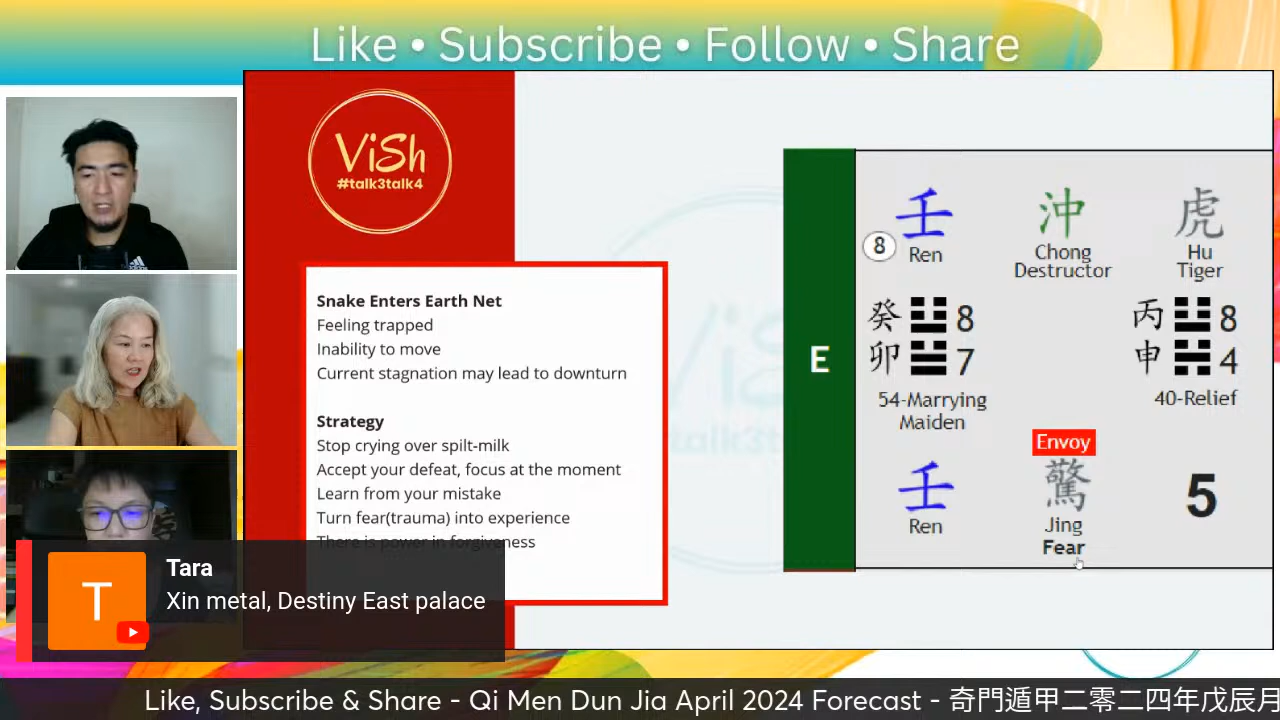 Like • Subscribe • Follow • Share
ViSh
#talk3talk4
Snake Enters Earth Net
Feeling trapped
Inability to move
Current stagnation may lead to downturn
Strategy
Stop crying over spilt-milk
Accept your defeat, focus at the moment
Learn from your mistake
Turn fear(trauma) into experience
There is power in forgiveness
E
壬 沖 虎
8 Ren Chong Hu
Destructor Tiger
癸 8 丙 8
卯 7 申 4
54-Marrying 40-Relief
Maiden
Envoy
壬 驚 5
Ren Jing
Fear
T
Tara
Xin metal, Destiny East palace
Like, Subscribe & Share - Qi Men Dun Jia April 2024 Forecast - 奇門遁甲二零二四年戊辰月